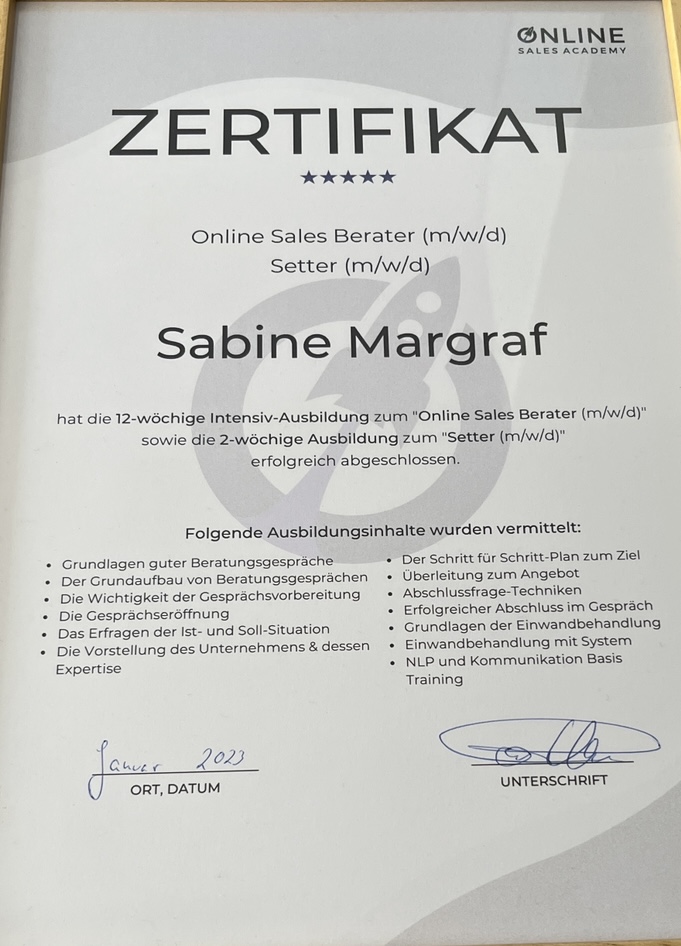 ONLINE
SALES ACADEMY
ZERTIFIKAT
★★★★★
Online Sales Berater (m/w/d)
Setter (m/w/d)
Sabine Margraf
hat die 12-wöchige Intensiv-Ausbildung zum "Online Sales Berater (m/w/d)"
sowie die 2-wöchige Ausbildung zum "Setter (m/w/d)"
erfolgreich abgeschlossen.
Folgende Ausbildungsinhalte wurden vermittelt:
• Grundlagen guter Beratungsgespräche
• Der Grundaufbau von Beratungsgesprächen
• Die Wichtigkeit der Gesprächsvorbereitung
• Die Gesprächseröffnung
• Das Erfragen der Ist- und Soll-Situation
• Die Vorstellung des Unternehmens & dessen
Expertise
• Der Schritt für Schritt-Plan zum Ziel
• Überleitung zum Angebot
• Abschlussfrage-Techniken
• Erfolgreicher Abschluss im Gespräch
• Grundlagen der Einwandbehandlung
• Einwandbehandlung mit System
• NLP und Kommunikation Basis
Training
Januar 2023
ORT, DATUM
UNTERSCHRIFT